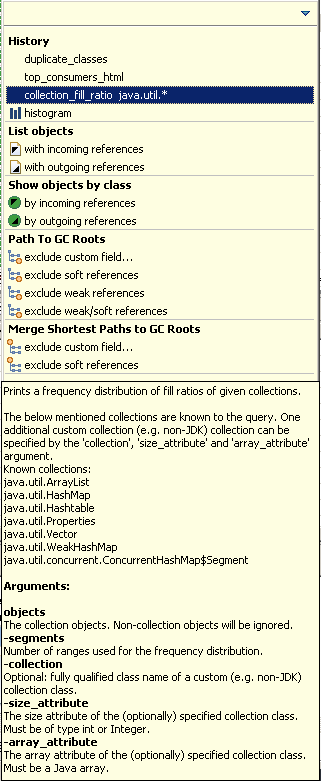 History
duplicate_classes
top_consumers_html
collection_fill_ratio java.util.*
histogram
List objects
with incoming references
with outgoing references
Show objects by class
by incoming references
by outgoing references
Path To GC Roots
exclude custom field...
exclude soft references
exclude weak references
exclude weak/soft references
Merge Shortest Paths to GC Roots
exclude custom field...
exclude soft references
Prints a frequency distribution of fill ratios of given collections.
The below mentioned collections are known to the query. One
additional custom collection (e.g. non-JDK) collection can be
specified by the 'collection', 'size_attribute' and 'array_attribute'
argument.
Known collections:
java.util.ArrayList
java.util.HashMap
java.util.Hashtable
java.util.Properties
java.util.Vector
java.util.WeakHashMap
java.util.concurrent.ConcurrentHashMap$Segment
Arguments:
objects
The collection objects. Non-collection objects will be ignored.
-segments
Number of ranges used for the frequency distribution.
-collection
Optional: fully qualified class name of a custom (e.g. non-JDK)
collection class.
-size_attribute
The size attribute of the (optionally) specified collection class.
Must be of type int or Integer.
-array_attribute
The array attribute of the (optionally) specified collection class.
Must be a Java array.